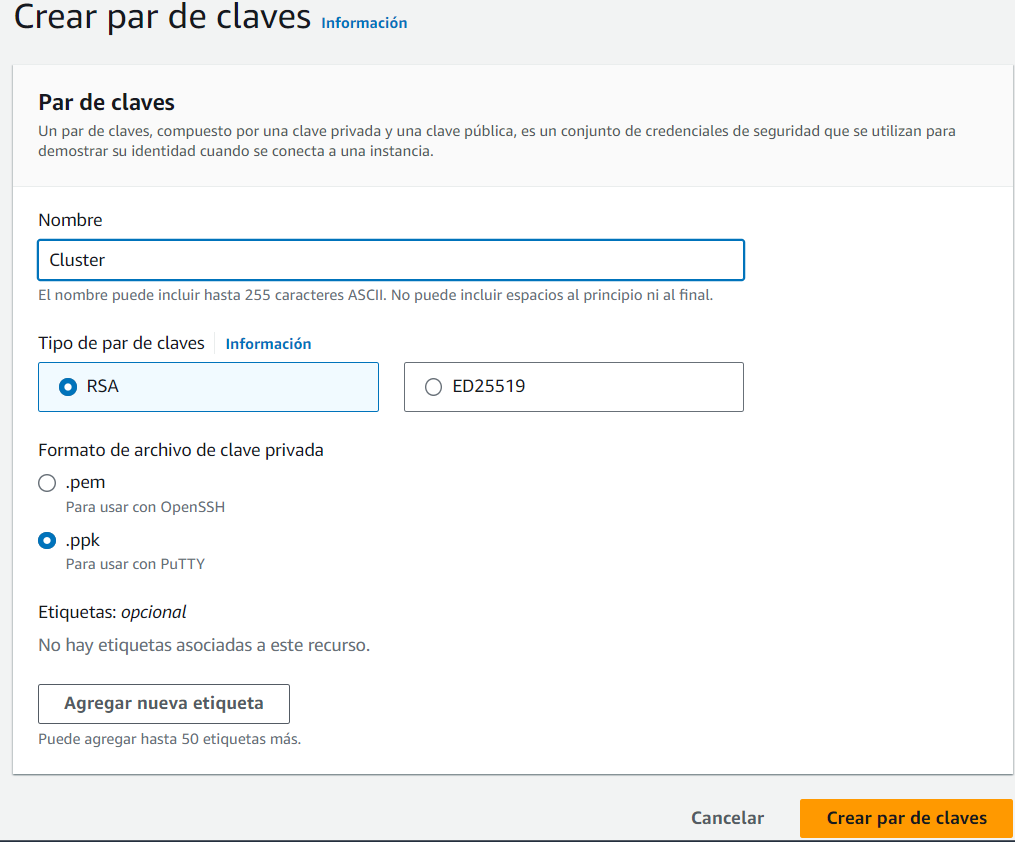 Crear par de claves Información
Par de claves
Un par de claves, compuesto por una clave privada y una clave pública, es un conjunto de credenciales de seguridad que se utilizan para
demostrar su identidad cuando se conecta a una instancia.
Nombre
Cluster
El nombre puede incluir hasta 255 caracteres ASCII. No puede incluir espacios al principio ni al final.
Tipo de par de claves Información
RSA ED25519
Formato de archivo de clave privada
.pem
Para usar con OpenSSH
.ppk
Para usar con PuTTY
Etiquetas: opcional
No hay etiquetas asociadas a este recurso.
Agregar nueva etiqueta
Puede agregar hasta 50 etiquetas más.
Cancelar Crear par de claves